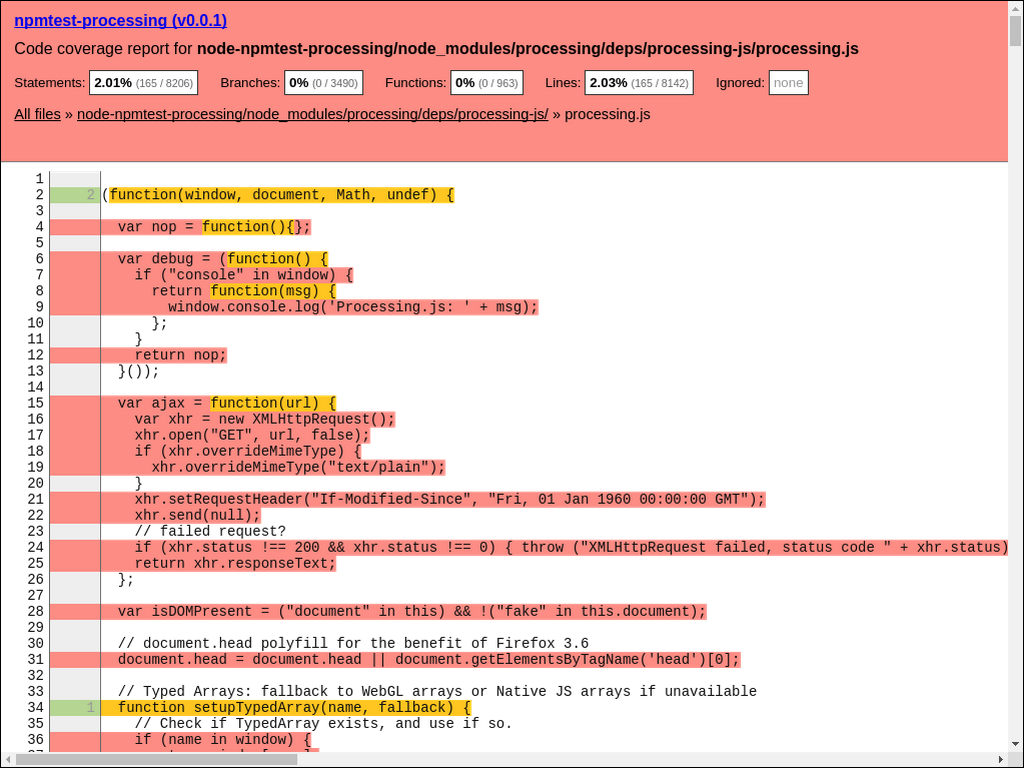 npmtest-processing (v0.0.1)
Code coverage report for node-npmtest-processing/node_modules/processing/deps/processing-js/processing.js
Statements: 2.01% (165 / 8206) Branches: 0% (0 / 3490) Functions: 0% (0 / 963) Lines: 2.03% (165 / 8142) Ignored: none
All files » node-npmtest-processing/node_modules/processing/deps/processing-js/ » processing.js
1
2 2 (function(window, document, Math, undef) {
3
4   var nop = function(){};
5
6   var debug = (function() {
7     if ("console" in window) {
8       return function(msg) {
9         window.console.log('Processing.js: ' + msg);
10       };
11     }
12     return nop;
13   }());
14
15   var ajax = function(url) {
16     var xhr = new XMLHttpRequest();
17     xhr.open("GET", url, false);
18     if (xhr.overrideMimeType) {
19       xhr.overrideMimeType("text/plain");
20     }
21     xhr.setRequestHeader("If-Modified-Since", "Fri, 01 Jan 1960 00:00:00 GMT");
22     xhr.send(null);
23     // failed request?
24     if (xhr.status !== 200 && xhr.status !== 0) { throw ("XMLHttpRequest failed, status code " + xhr.status)
25     return xhr.responseText;
26   };
27
28   var isDOMPresent = ("document" in this) && !("fake" in this.document);
29
30   // document.head polyfill for the benefit of Firefox 3.6
31   document.head = document.head || document.getElementsByTagName('head')[0];
32
33   // Typed Arrays: fallback to WebGL arrays or Native JS arrays if unavailable
34 1   function setupTypedArray(name, fallback) {
35     // Check if TypedArray exists, and use if so.
36     if (name in window) {